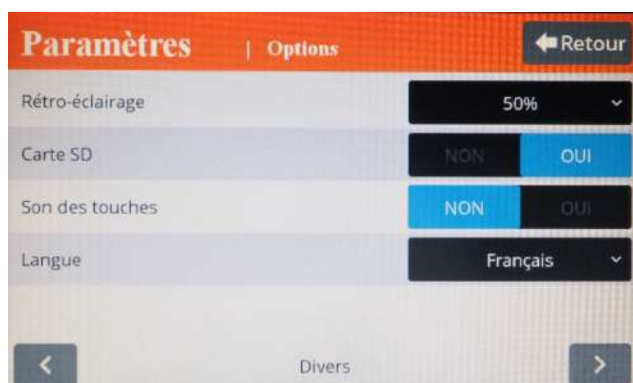 Paramètres | Options Retour
Rétro-éclairage 50%
Carte SD NON OUI
Son des touches NON OUI
Langue Français
Divers